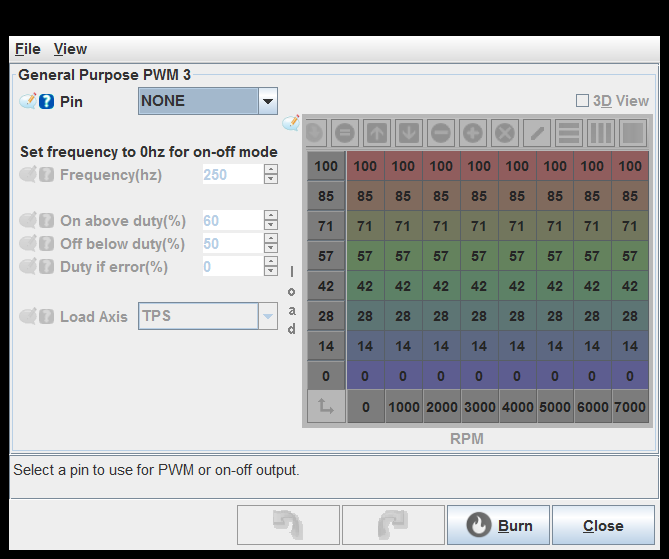 File View
General Purpose PWM 3
Pin NONE
3D View
Set frequency to 0hz for on-off mode
Frequency(hz) 250
On above duty(%) 60
Off below duty(%) 50
Duty if error(%) 0
Load Axis TPS
load
100 100 100 100 100 100 100 100 100
85 85 85 85 85 85 85 85 85
71 71 71 71 71 71 71 71 71
57 57 57 57 57 57 57 57 57
42 42 42 42 42 42 42 42 42
28 28 28 28 28 28 28 28 28
14 14 14 14 14 14 14 14 14
0 0 0 0 0 0 0 0 0
0 1000 2000 3000 4000 5000 6000 7000
RPM
Select a pin to use for PWM or on-off output.
Burn Close